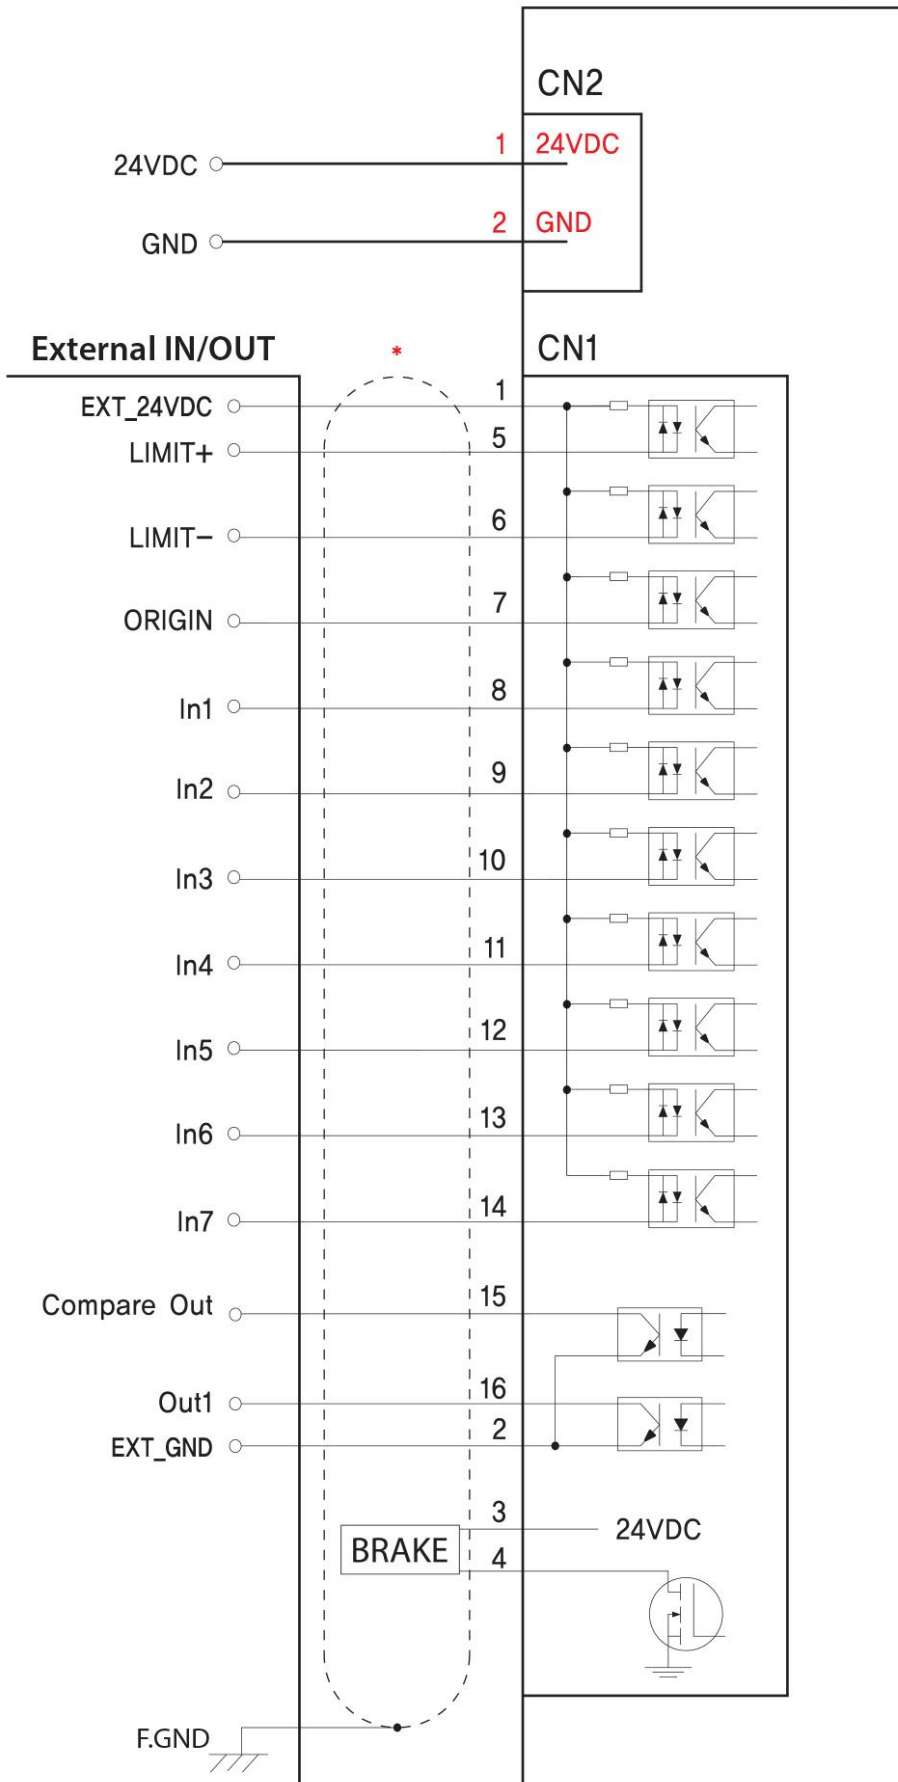 CN2
1 24VDC
24VDC
2 GND
GND
External IN/OUT
*
CN1
EXT_24VDC 1
LIMIT+ 5
LIMIT− 6
ORIGIN 7
In1 8
In2 9
In3 10
In4 11
In5 12
In6 13
In7 14
Compare Out 15
Out1 16
EXT_GND 2
3 24VDC
BRAKE 4
F.GND